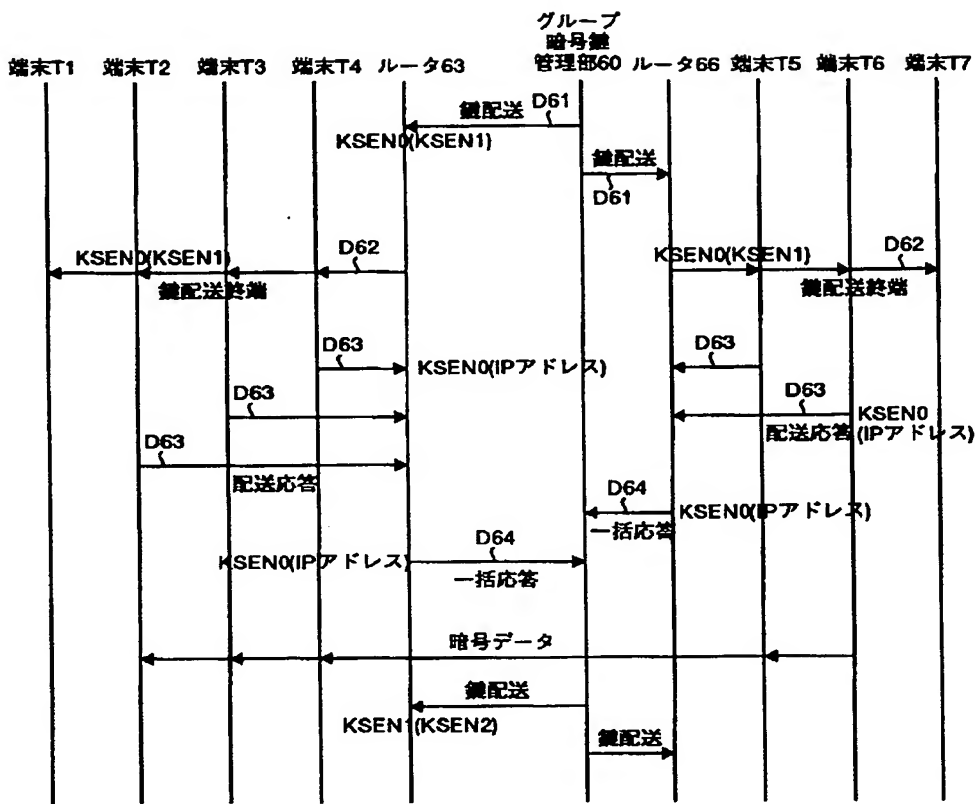 グループ
暗号鍵
管理部60
端末T1
端末T2
端末T3
端末T4
ルータ63
ルータ66
端末T5
端末T6
端末T7
鍵配送
D61
KSEN0(KSEN1)
鍵配送
D61
D62
KSEN0(KSEN1)
鍵配送終端
KSEN0(KSEN1)
D62
鍵配送終端
D63
KSEN0(IPアドレス)
D63
D63
D63
KSEN0
配送応答
(IPアドレス)
D63
配送応答
D64
KSEN0(IPアドレス)
一括応答
KSEN0(IPアドレス)
D64
一括応答
暗号データ
鍵配送
KSEN1(KSEN2)
鍵配送